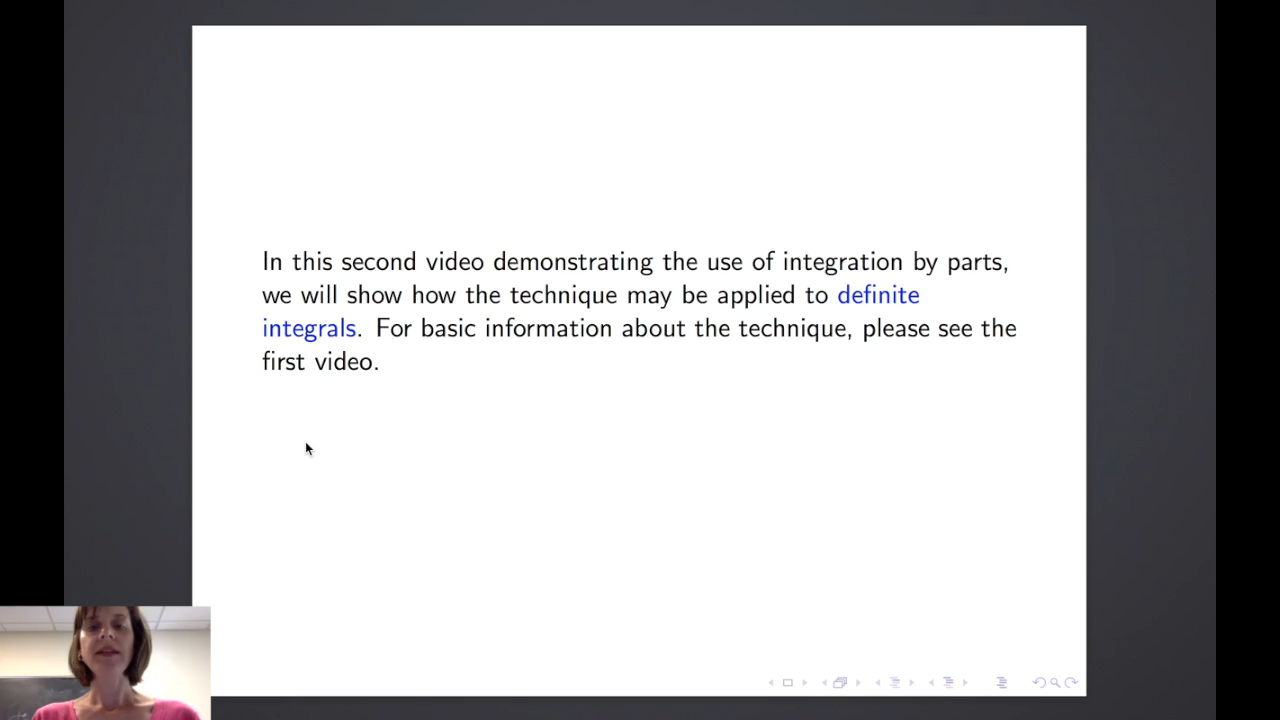 In this second video demonstrating the use of integration by parts,
we will show how the technique may be applied to definite
integrals. For basic information about the technique, please see the
first video.